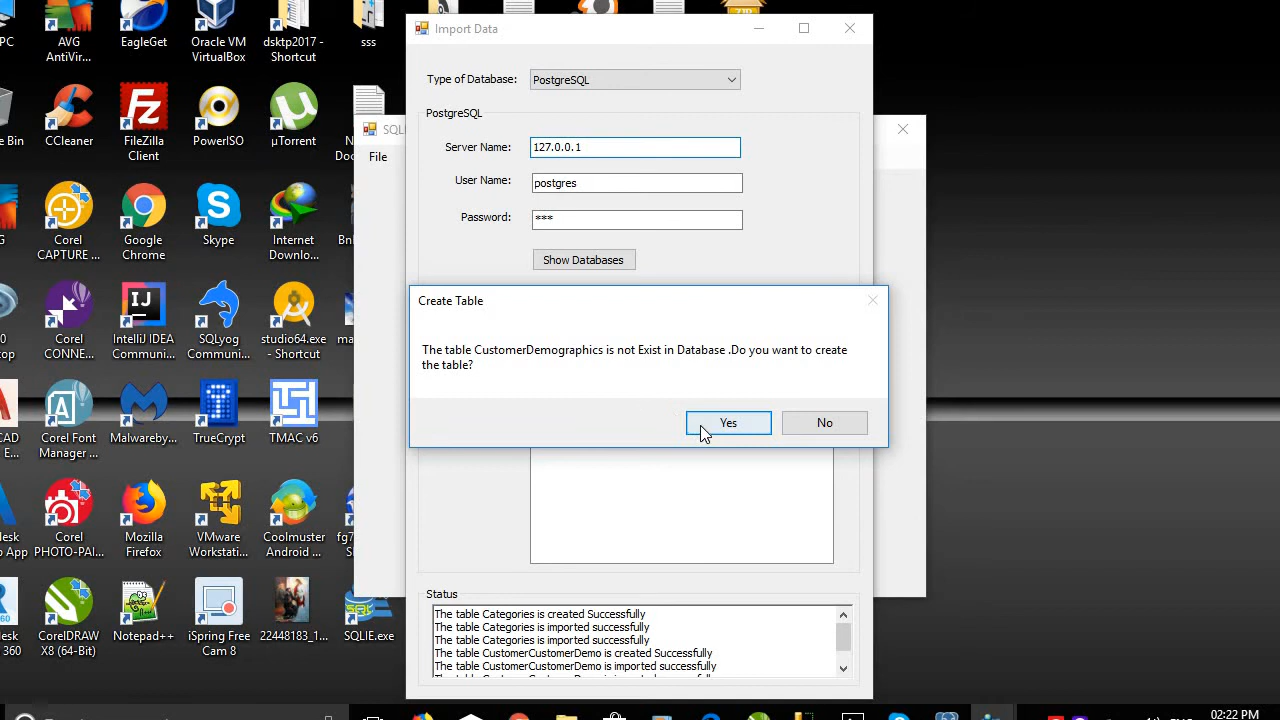 PC
AVG
AntiVir...
EagleGet
Oracle VM
VirtualBox
dsktp2017 -
Shortcut
sss
e Bin
CCleaner
FileZilla
Client
PowerISO
µTorrent
Corel
CAPTURE ...
Google
Chrome
Skype
Internet
Downlo...
Corel
CONNE...
IntelliJ IDEA
Communi...
SQLyog
Communi...
studio64.exe
- Shortcut
Corel Font
Manager ...
Malwareby...
TrueCrypt
TMAC v6
Corel
PHOTO-PAI...
Mozilla
Firefox
VMware
Workstati...
Coolmuster
Android ...
CorelDRAW
X8 (64-Bit)
Notepad++
iSpring Free
Cam 8
22448183_1...
SQLIE.exe
File
Import Data
Type of Database:
PostgreSQL
PostgreSQL
Server Name:
127.0.0.1
User Name:
postgres
Password:
***
Show Databases
Create Table
The table CustomerDemographics is not Exist in Database .Do you want to create
the table?
Yes
No
Status
The table Categories is created Successfully
The table Categories is imported successfully
The table Categories is imported successfully
The table CustomerCustomerDemo is created Successfully
The table CustomerCustomerDemo is imported successfully
02:22 PM